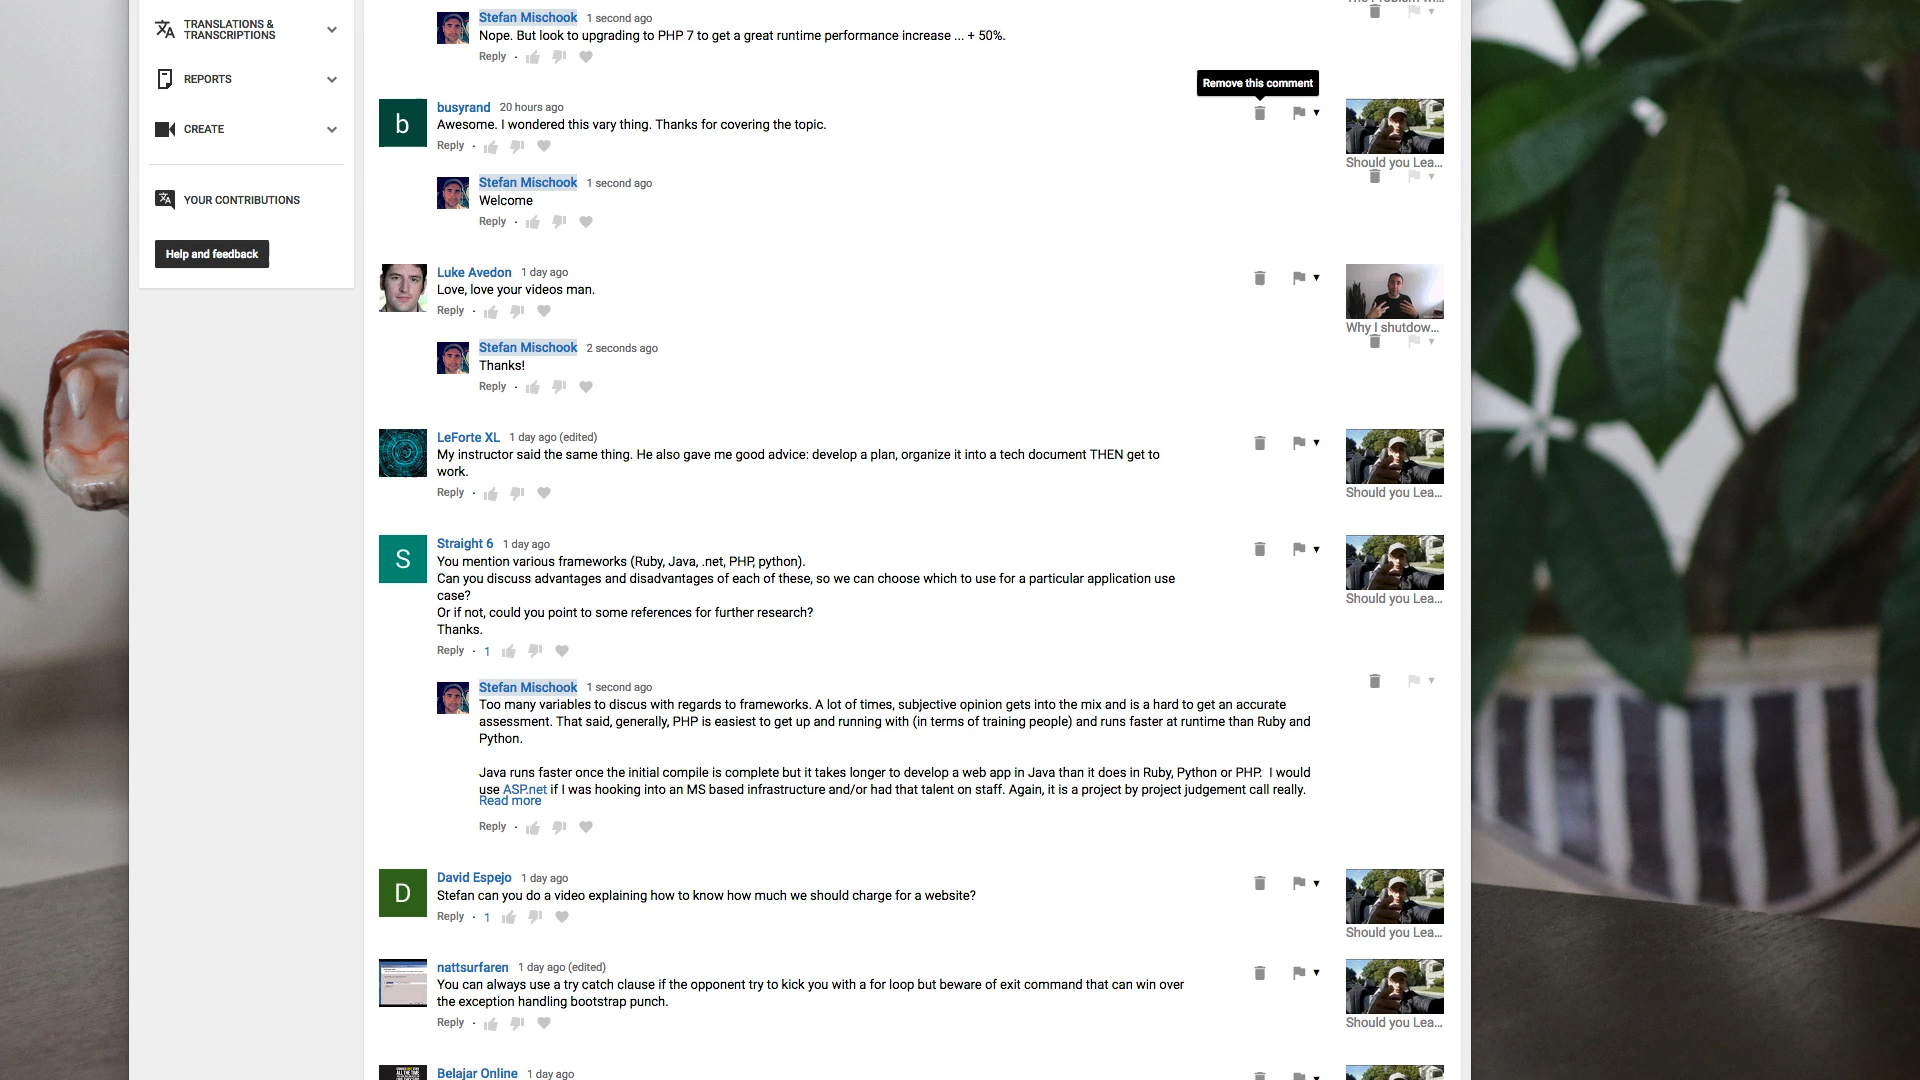 TRANSLATIONS &
TRANSCRIPTIONS
REPORTS
CREATE
YOUR CONTRIBUTIONS
Help and feedback
Stefan Mischook 1 second ago
Nope. But look to upgrading to PHP 7 to get a great runtime performance increase ... + 50%.
Reply ·
Remove this comment
b
busyrand 20 hours ago
Awesome. I wondered this vary thing. Thanks for covering the topic.
Reply ·
Should you Lea...
Stefan Mischook 1 second ago
Welcome
Reply ·
Luke Avedon 1 day ago
Love, love your videos man.
Reply ·
Why I shutdow...
Stefan Mischook 2 seconds ago
Thanks!
Reply ·
LeForte XL 1 day ago (edited)
My instructor said the same thing. He also gave me good advice: develop a plan, organize it into a tech document THEN get to
work.
Reply ·
Should you Lea...
S
Straight 6 1 day ago
You mention various frameworks (Ruby, Java, .net, PHP, python).
Can you discuss advantages and disadvantages of each of these, so we can choose which to use for a particular application use
case?
Or if not, could you point to some references for further research?
Thanks.
Reply · 1
Should you Lea...
Stefan Mischook 1 second ago
Too many variables to discus with regards to frameworks. A lot of times, subjective opinion gets into the mix and is a hard to get an accurate
assessment. That said, generally, PHP is easiest to get up and running with (in terms of training people) and runs faster at runtime than Ruby and
Python.
Java runs faster once the initial compile is complete but it takes longer to develop a web app in Java than it does in Ruby, Python or PHP. I would
use ASP.net if I was hooking into an MS based infrastructure and/or had that talent on staff. Again, it is a project by project judgement call really.
Read more
Reply ·
D
David Espejo 1 day ago
Stefan can you do a video explaining how to know how much we should charge for a website?
Reply · 1
Should you Lea...
nattsurfaren 1 day ago (edited)
You can always use a try catch clause if the opponent try to kick you with a for loop but beware of exit command that can win over
the exception handling bootstrap punch.
Reply ·
Should you Lea...
Belajar Online 1 day ago